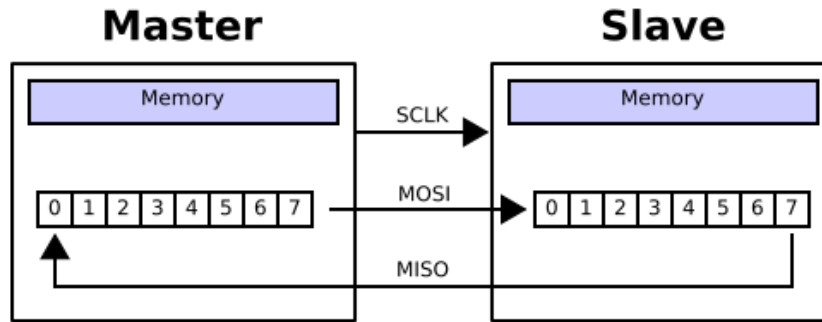 Master Slave
Memory Memory
SCLK
MOSI
0 1 2 3 4 5 6 7 0 1 2 3 4 5 6 7
MISO